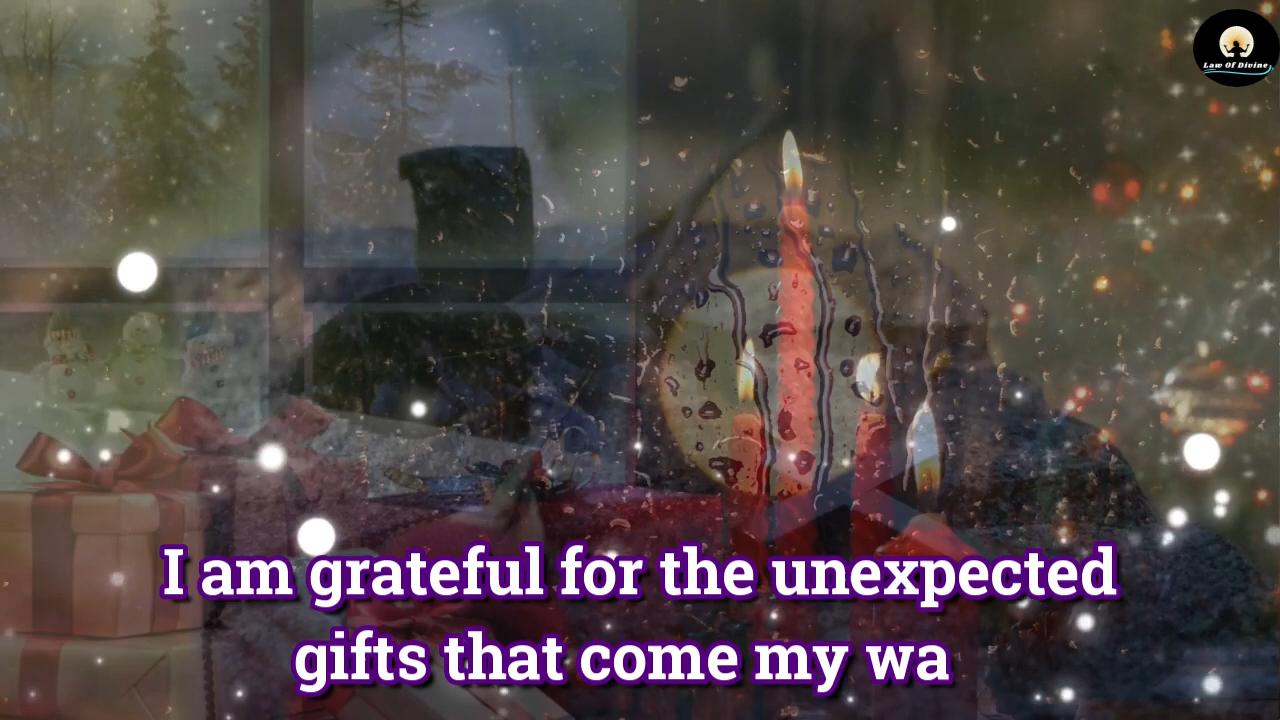 Law Of Divine
I am grateful for the unexpected
gifts that come my wa